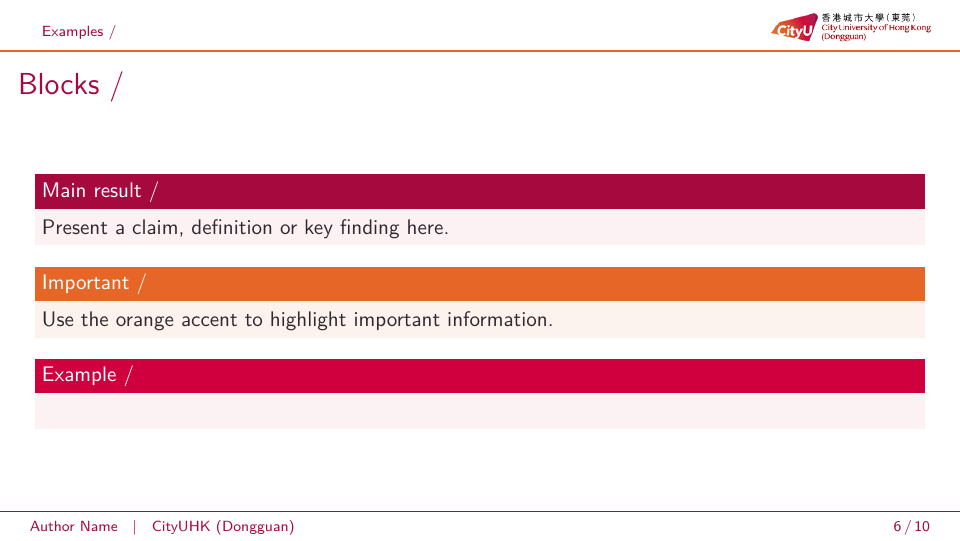 Examples /
香港城市大學(東莞)
City University of Hong Kong
(Dongguan)
CityU
Blocks /
Main result /
Present a claim, definition or key finding here.
Important /
Use the orange accent to highlight important information.
Example /
Author Name | CityUHK (Dongguan)
6 / 10